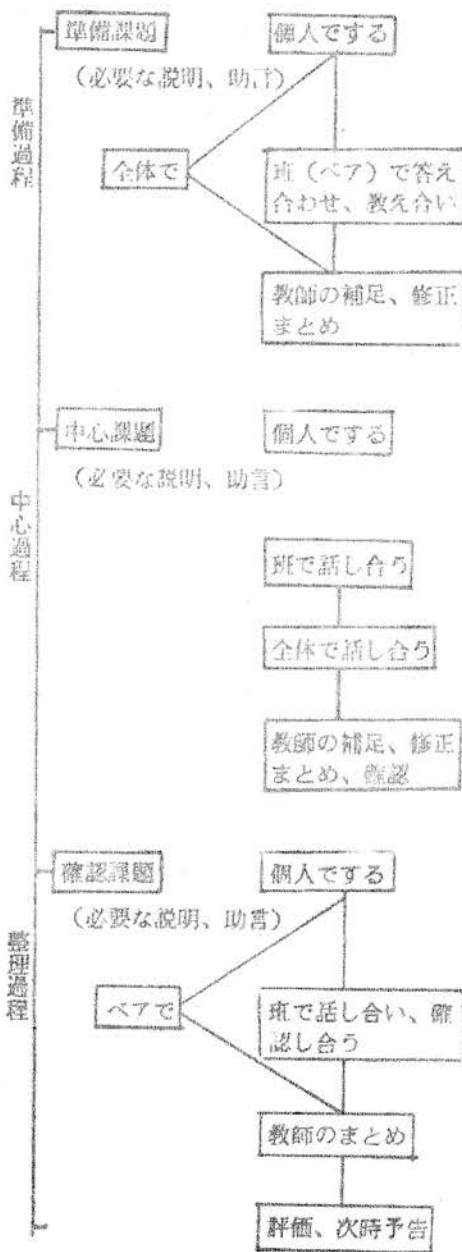 準備過程
準備課題
個人でする
(必要な説明、助言)
全体で
班(ペア)で答え
合わせ、教え合い
教師の補足、修正
まとめ
中心過程
中心課題
個人でする
(必要な説明、助言)
班で話し合う
全体で話し合う
教師の補足、修正
まとめ、確認
整理過程
確認課題
個人でする
(必要な説明、助言)
ペアで
班で話し合い、確
認し合う
教師のまとめ
評価、次時予告